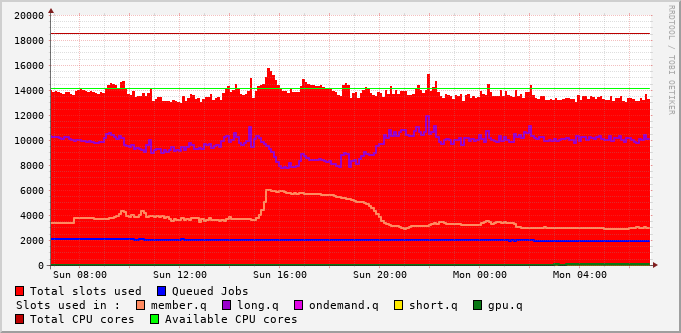 20000
18000
16000
14000
12000
10000
8000
6000
4000
2000
0
Sun 08:00 Sun 12:00 Sun 16:00 Sun 20:00 Mon 00:00 Mon 04:00
Total slots used Queued Jobs
Slots used in : member.q long.q ondemand.q short.q gpu.q
Total CPU cores Available CPU cores
RRDTOOL / TOBI OETIKER